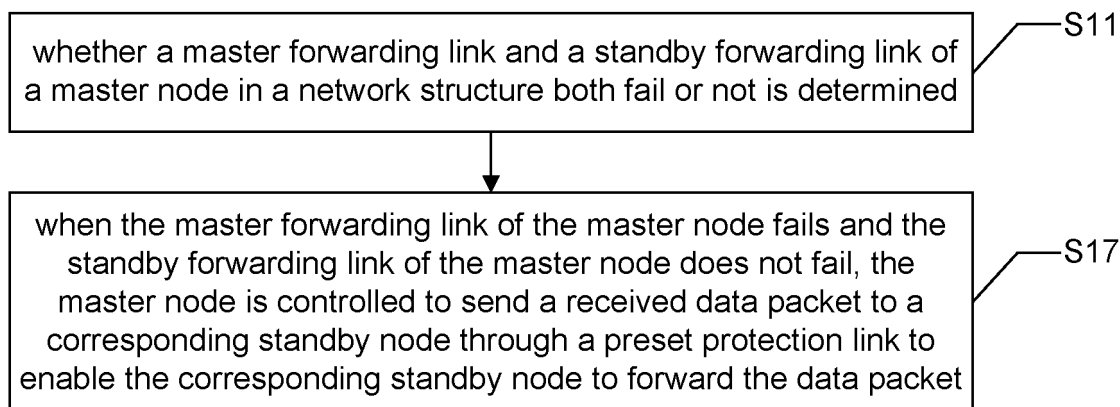 whether a master forwarding link and a standby forwarding link of
a master node in a network structure both fail or not is determined
S11
when the master forwarding link of the master node fails and the
standby forwarding link of the master node does not fail, the
master node is controlled to send a received data packet to a
corresponding standby node through a preset protection link to
enable the corresponding standby node to forward the data packet
S17